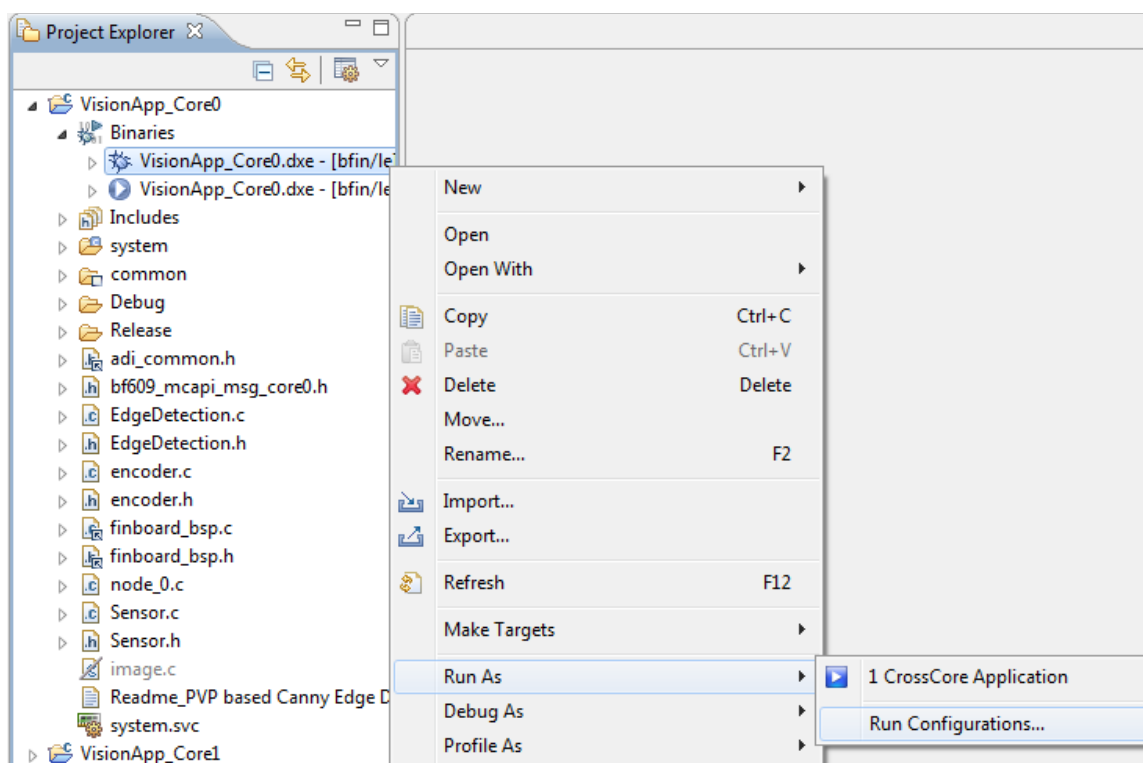 Project Explorer
VisionApp_Core0
Binaries
VisionApp_Core0.dxe - [bfin/le
VisionApp_Core0.dxe - [bfin/le
Includes
system
common
Debug
Release
adi_common.h
bf609_mcapi_msg_core0.h
EdgeDetection.c
EdgeDetection.h
encoder.c
encoder.h
finboard_bsp.c
finboard_bsp.h
node_0.c
Sensor.c
Sensor.h
image.c
Readme_PVP based Canny Edge D
system.svc
VisionApp_Core1
New
Open
Open With
Copy Ctrl+C
Paste Ctrl+V
Delete Delete
Move...
Rename... F2
Import...
Export...
Refresh F12
Make Targets
Run As
Debug As
Profile As
1 CrossCore Application
Run Configurations...